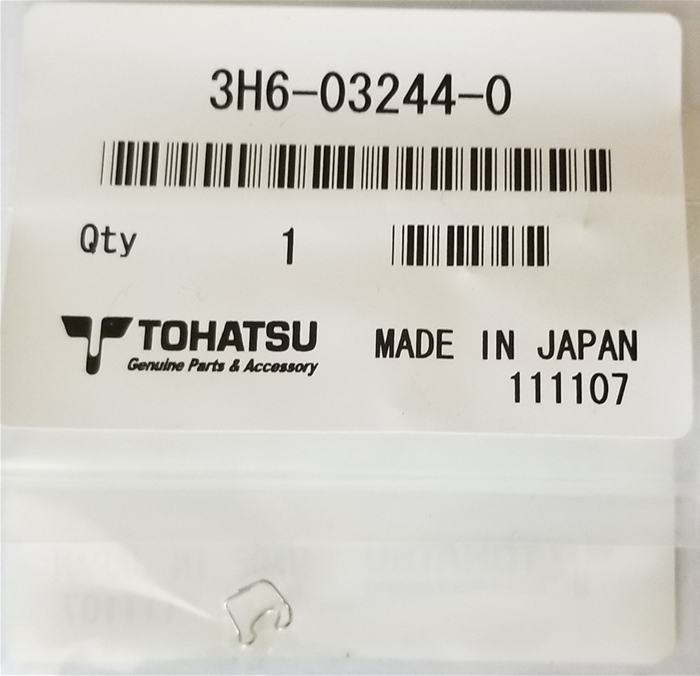 3H6-03244-0
Qty 1
TOHATSU
Genuine Parts & Accessory
MADE IN JAPAN
111107